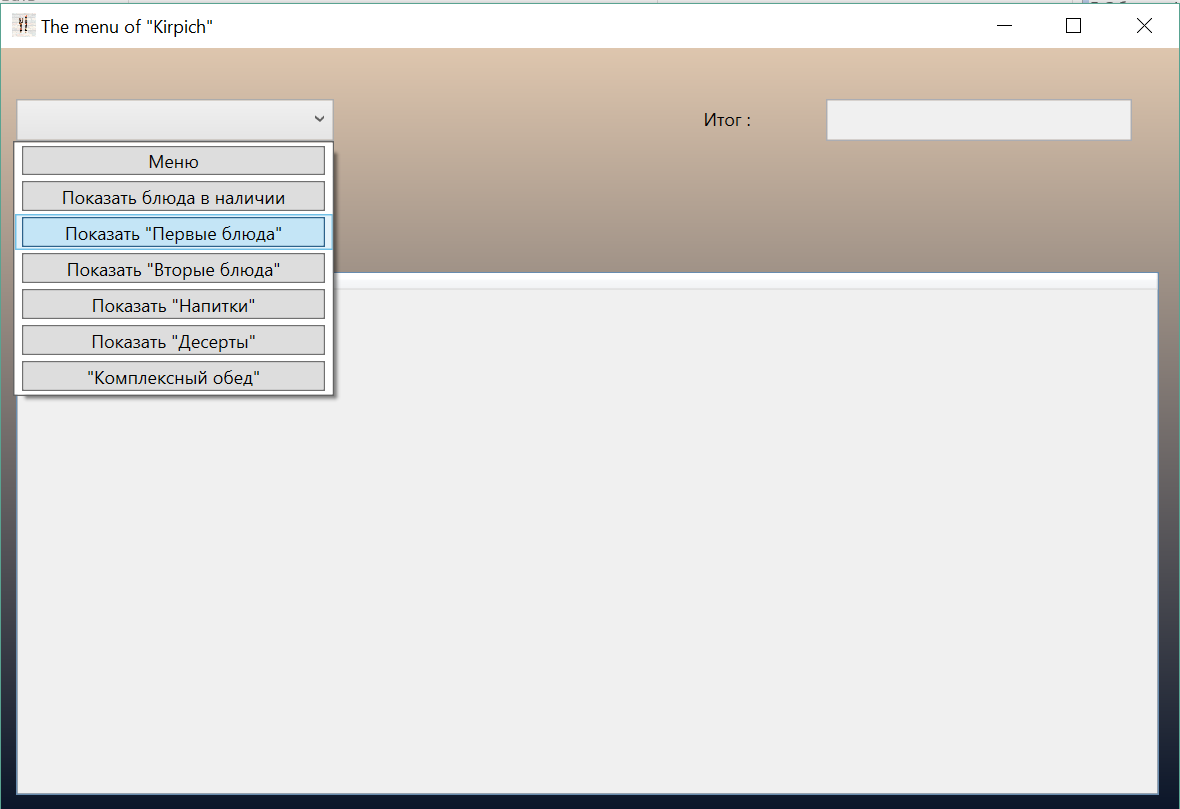 The menu of "Kirpich"
Итог :
Меню
Показать блюда в наличии
Показать "Первые блюда"
Показать "Вторые блюда"
Показать "Напитки"
Показать "Десерты"
"Комплексный обед"